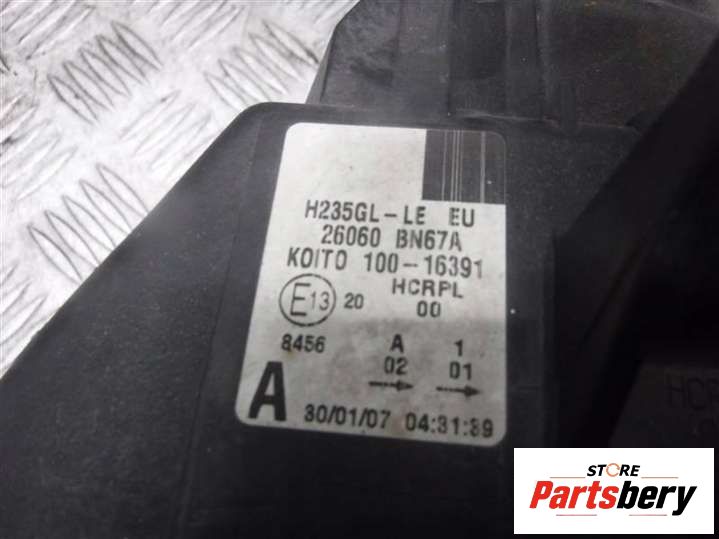 H235GL-LE EU
26060 BN67A
KOITO 100-16391
HCRPL
E13 20 00
8456 A 1
02 01
A 30/01/07 04:31:39
STORE
Partsbery